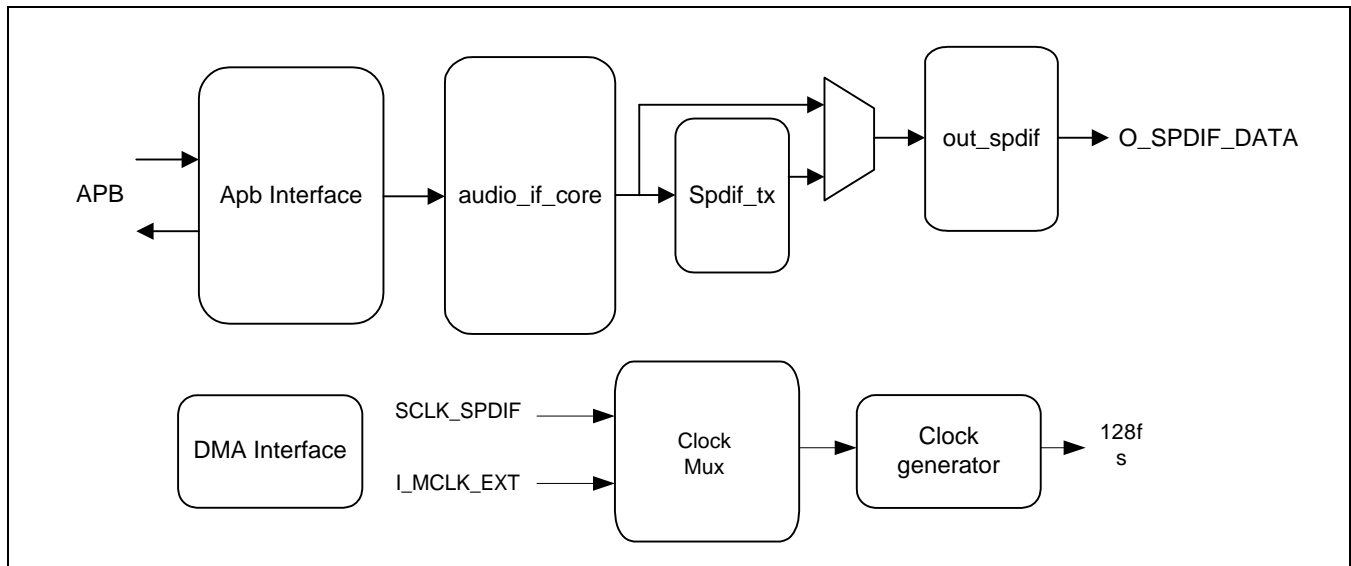 APB
Apb Interface
audio_if_core
Spdif_tx
out_spdif
O_SPDIF_DATA
DMA Interface
SCLK_SPDIF
I_MCLK_EXT
Clock
Mux
Clock
generator
128f
s